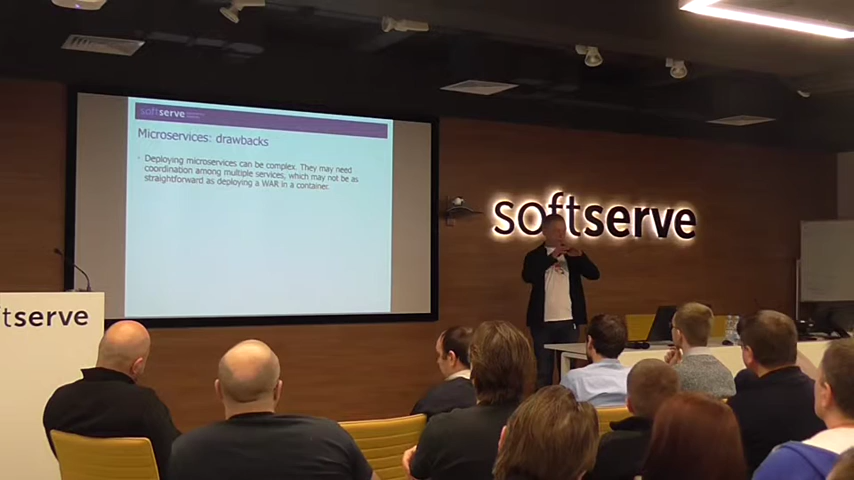 softserve
Microservices: drawbacks
Deploying microservices can be complex. They may need
coordination among multiple services, which may not be as
straightforward as deploying a WAR in a container.
softserve
tserve